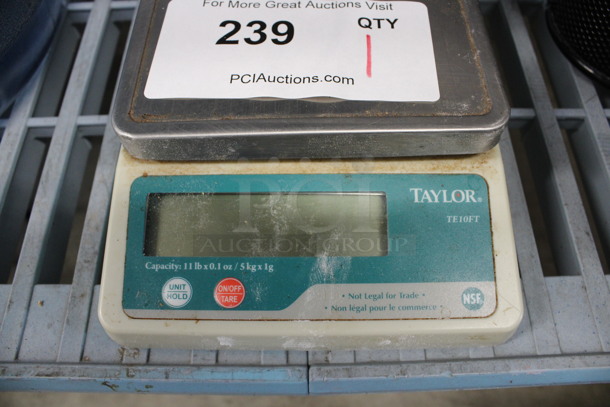 For More Great Auctions Visit
239
QTY
1
PCIAuctions.com
TAYLOR®
TE10FT
PCI
AUCTION GROUP
Capacity: 11 lb x 0.1 oz / 5 kg x 1g
UNIT
HOLD
ON/OFF
TARE
• Not Legal for Trade •
• Non légal pour le commerce •
NSF